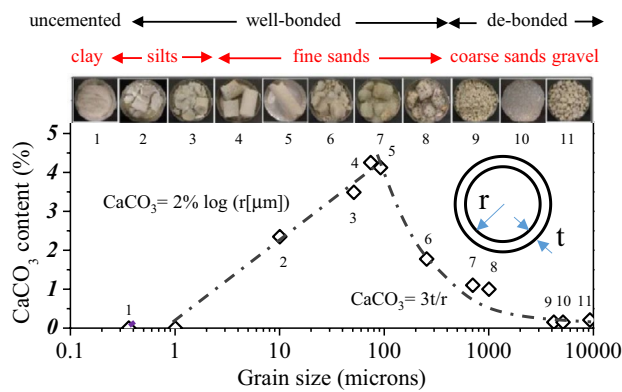 uncemented well-bonded de-bonded
clay silts fine sands coarse sands gravel
1 2 3 4 5 6 7 8 9 10 11
CaCO₃ content (%)
5
4
3
2
1
0
CaCO₃= 2% log (r[µm])
CaCO₃= 3t/r
1
2
3
4
5
6
7
8
9
10
11
r
t
0.1 1 10 100 1000 10000
Grain size (microns)